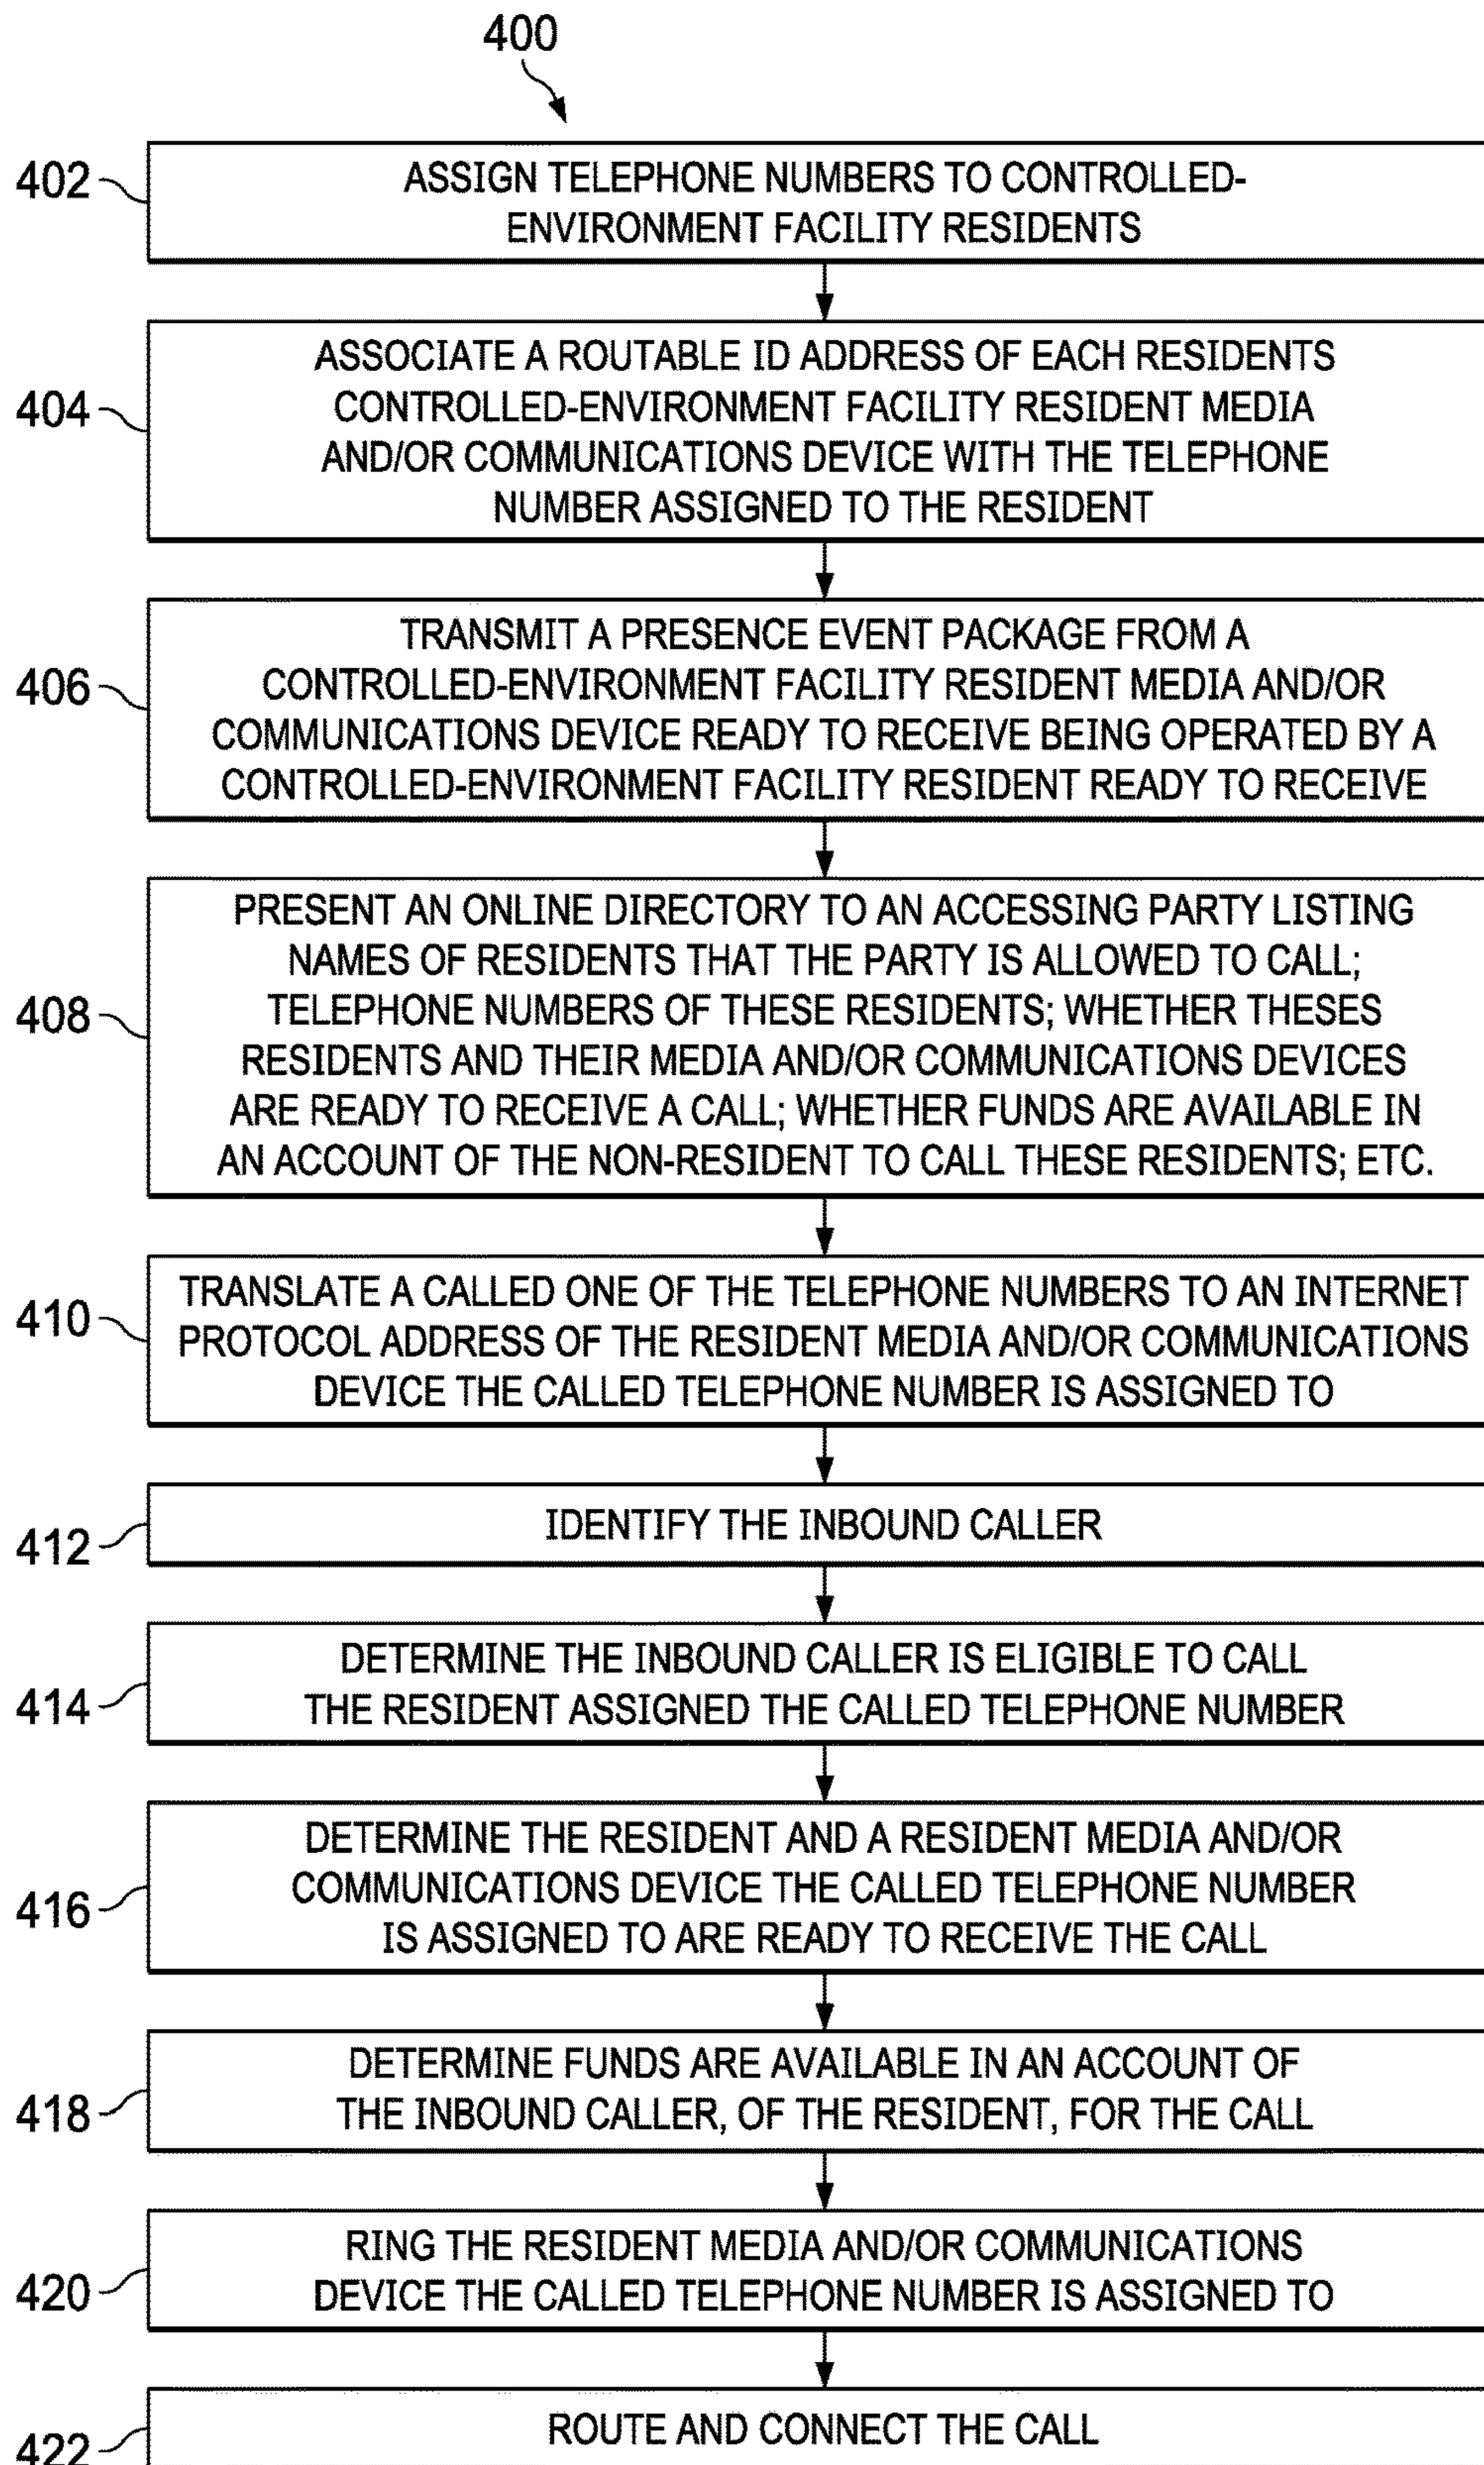 400
402
ASSIGN TELEPHONE NUMBERS TO CONTROLLED-
ENVIRONMENT FACILITY RESIDENTS
404
ASSOCIATE A ROUTABLE ID ADDRESS OF EACH RESIDENTS
CONTROLLED-ENVIRONMENT FACILITY RESIDENT MEDIA
AND/OR COMMUNICATIONS DEVICE WITH THE TELEPHONE
NUMBER ASSIGNED TO THE RESIDENT
406
TRANSMIT A PRESENCE EVENT PACKAGE FROM A
CONTROLLED-ENVIRONMENT FACILITY RESIDENT MEDIA AND/OR
COMMUNICATIONS DEVICE READY TO RECEIVE BEING OPERATED BY A
CONTROLLED-ENVIRONMENT FACILITY RESIDENT READY TO RECEIVE
408
PRESENT AN ONLINE DIRECTORY TO AN ACCESSING PARTY LISTING
NAMES OF RESIDENTS THAT THE PARTY IS ALLOWED TO CALL;
TELEPHONE NUMBERS OF THESE RESIDENTS; WHETHER THESES
RESIDENTS AND THEIR MEDIA AND/OR COMMUNICATIONS DEVICES
ARE READY TO RECEIVE A CALL; WHETHER FUNDS ARE AVAILABLE IN
AN ACCOUNT OF THE NON-RESIDENT TO CALL THESE RESIDENTS; ETC.
410
TRANSLATE A CALLED ONE OF THE TELEPHONE NUMBERS TO AN INTERNET
PROTOCOL ADDRESS OF THE RESIDENT MEDIA AND/OR COMMUNICATIONS
DEVICE THE CALLED TELEPHONE NUMBER IS ASSIGNED TO
412
IDENTIFY THE INBOUND CALLER
414
DETERMINE THE INBOUND CALLER IS ELIGIBLE TO CALL
THE RESIDENT ASSIGNED THE CALLED TELEPHONE NUMBER
416
DETERMINE THE RESIDENT AND A RESIDENT MEDIA AND/OR
COMMUNICATIONS DEVICE THE CALLED TELEPHONE NUMBER
IS ASSIGNED TO ARE READY TO RECEIVE THE CALL
418
DETERMINE FUNDS ARE AVAILABLE IN AN ACCOUNT OF
THE INBOUND CALLER, OF THE RESIDENT, FOR THE CALL
420
RING THE RESIDENT MEDIA AND/OR COMMUNICATIONS
DEVICE THE CALLED TELEPHONE NUMBER IS ASSIGNED TO
422
ROUTE AND CONNECT THE CALL